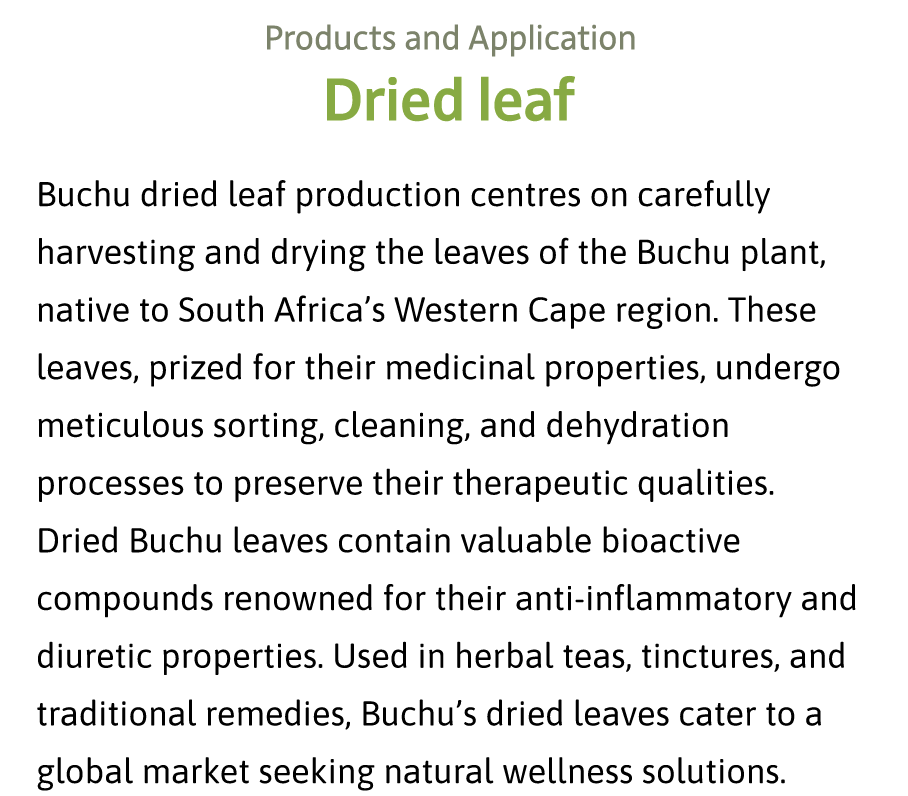 Products and Application
Dried leaf
Buchu dried leaf production centres on carefully
harvesting and drying the leaves of the Buchu plant,
native to South Africa’s Western Cape region. These
leaves, prized for their medicinal properties, undergo
meticulous sorting, cleaning, and dehydration
processes to preserve their therapeutic qualities.
Dried Buchu leaves contain valuable bioactive
compounds renowned for their anti-inflammatory and
diuretic properties. Used in herbal teas, tinctures, and
traditional remedies, Buchu’s dried leaves cater to a
global market seeking natural wellness solutions.